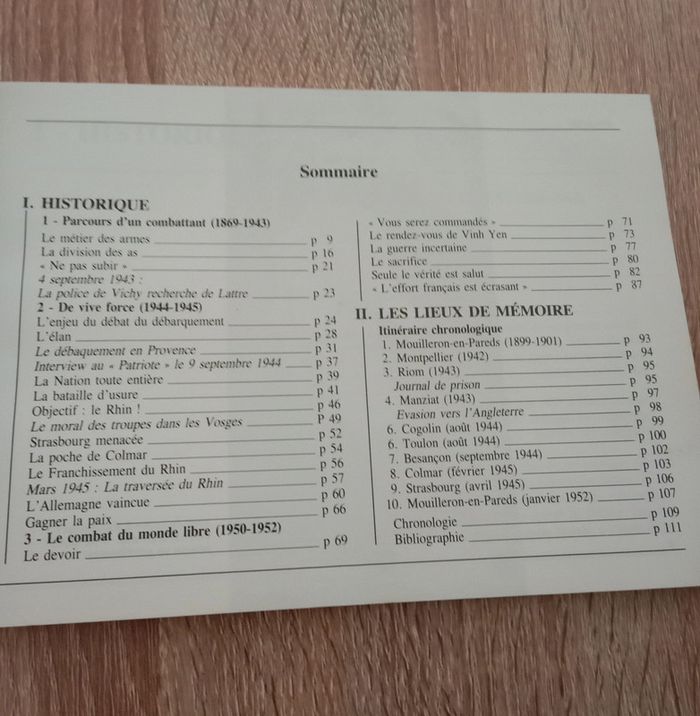 Sommaire
I. HISTORIQUE
1 - Parcours d'un combattant (1869-1943)
Le métier des armes p 9
La division des as p 16
« Ne pas subir » p 21
4 septembre 1943 :
La police de Vichy recherche de Lattre p 23
2 - De vive force (1944-1945)
L'enjeu du débat du débarquement p 24
L'élan p 28
Le débaquement en Provence p 31
Interview au « Patriote » le 9 septembre 1944 p 37
La Nation toute entière p 39
La bataille d'usure p 41
Objectif : le Rhin ! p 46
Le moral des troupes dans les Vosges P 49
Strasbourg menacée p 52
La poche de Colmar p 54
Le Franchissement du Rhin p 56
Mars 1945 : La traversée du Rhin p 57
L'Allemagne vaincue p 60
Gagner la paix p 66
3 - Le combat du monde libre (1950-1952)
Le devoir p 69
« Vous serez commandés » p 71
Le rendez-vous de Vinh Yen p 73
La guerre incertaine p 77
Le sacrifice p 80
Seule le vérité est salut p 82
« L'effort français est écrasant » p 87
II. LES LIEUX DE MÉMOIRE
Itinéraire chronologique
1. Mouilleron-en-Pareds (1899-1901) p 93
2. Montpellier (1942) p 94
3. Riom (1943) p 95
Journal de prison p 95
4. Manziat (1943) p 97
Evasion vers l'Angleterre p 98
6. Cogolin (août 1944) p 99
6. Toulon (août 1944) p 100
7. Besançon (septembre 1944) p 102
8. Colmar (février 1945) p 103
9. Strasbourg (avril 1945) p 106
10. Mouilleron-en-Pareds (janvier 1952) p 107
Chronologie p 109
Bibliographie p 111